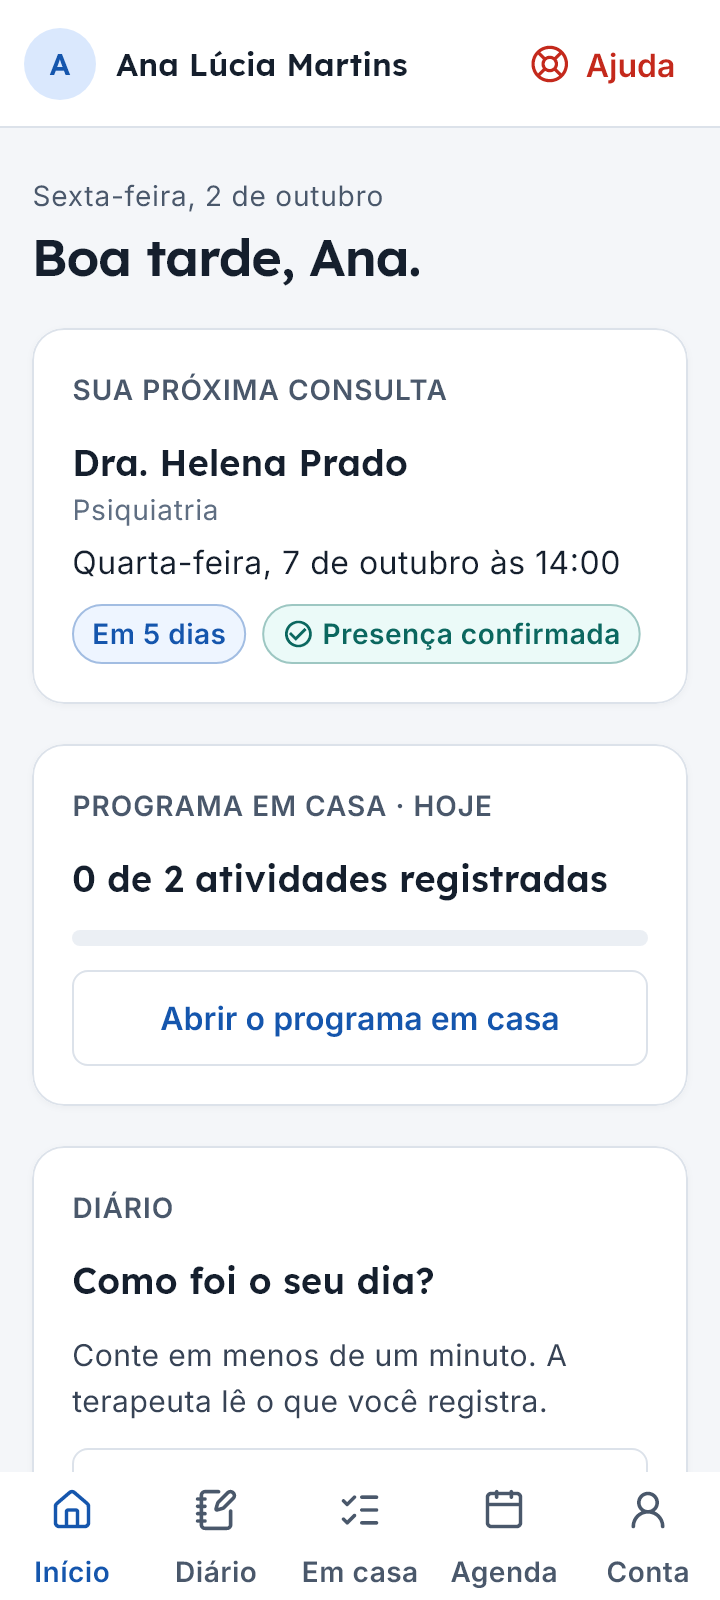 A
Ana Lúcia Martins
Ajuda
Sexta-feira, 2 de outubro
Boa tarde, Ana.
SUA PRÓXIMA CONSULTA
Dra. Helena Prado
Psiquiatria
Quarta-feira, 7 de outubro às 14:00
Em 5 dias
Presença confirmada
PROGRAMA EM CASA · HOJE
0 de 2 atividades registradas
Abrir o programa em casa
DIÁRIO
Como foi o seu dia?
Conte em menos de um minuto. A
terapeuta lê o que você registra.
Início
Diário
Em casa
Agenda
Conta